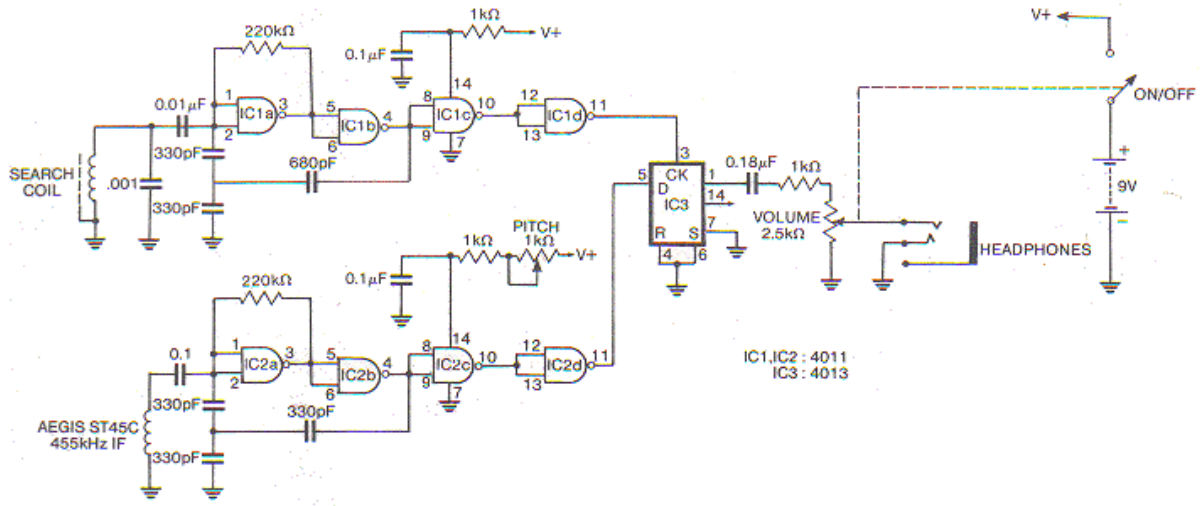 1kΩ
V+
V+
220kΩ
0.1µF
14
0.01µF
1
IC1a
3
2
5
IC1b
4
6
8
IC1c
10
9
7
12
IC1d
11
13
ON/OFF
330pF
680pF
SEARCH
COIL
.001
330pF
3
5
CK
D
IC3
1
14
7
R
S
4
6
0.18µF
1kΩ
VOLUME
2.5kΩ
+
9V
−
HEADPHONES
PITCH
1kΩ
1kΩ
V+
0.1µF
220kΩ
14
0.1
1
IC2a
3
2
5
IC2b
4
6
8
IC2c
10
9
7
12
IC2d
11
13
330pF
330pF
AEGIS ST45C
455kHz IF
330pF
IC1,IC2 : 4011
IC3 : 4013